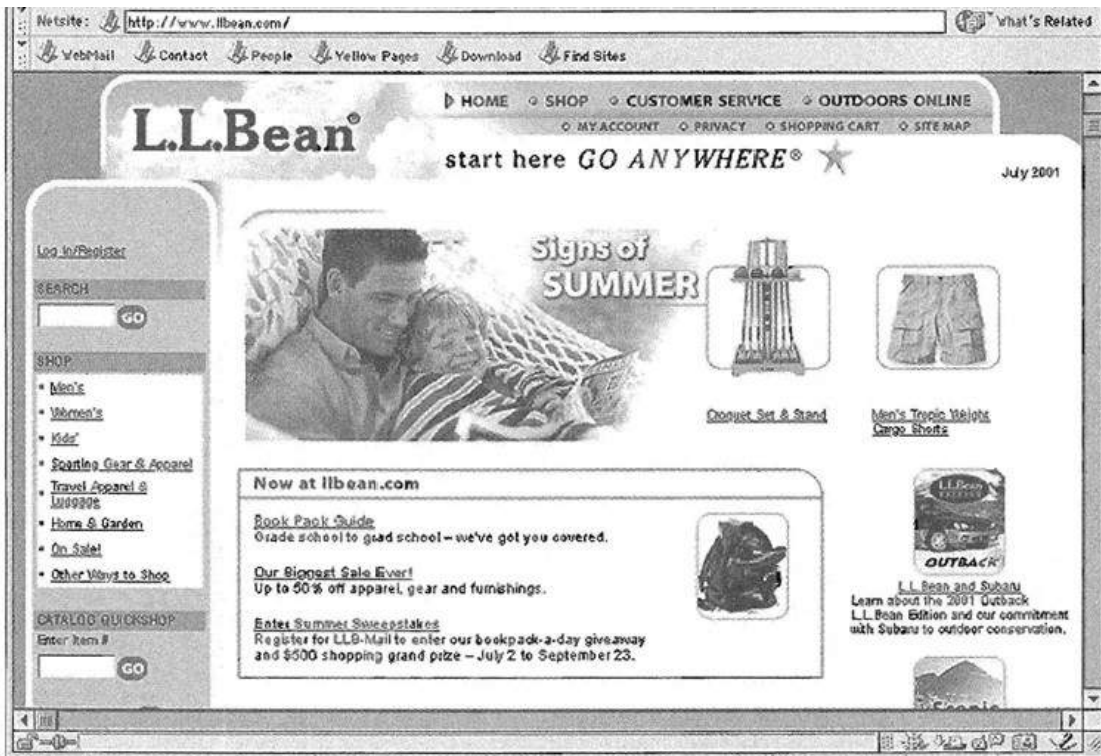 Netsite: http://www.llbean.com/ What's Related
WebMail Contact People Yellow Pages Download Find Sites
HOME SHOP CUSTOMER SERVICE OUTDOORS ONLINE
L.L.Bean®
MY ACCOUNT PRIVACY SHOPPING CART SITE MAP
start here GO ANYWHERE®
July 2001
Log In/Register
SEARCH
GO
SHOP
• Men's
• Women's
• Kids'
• Sporting Gear & Apparel
• Travel Apparel &
Luggage
• Home & Garden
• On Sale!
• Other Ways to Shop
CATALOG QUICKSHOP
Enter Item #
GO
Signs of
SUMMER
Croquet Set & Stand
Men's Tropic Weight
Cargo Shorts
Now at llbean.com
Book Pack Guide
Grade school to grad school – we've got you covered.
Our Biggest Sale Ever!
Up to 50% off apparel, gear and furnishings.
Enter Summer Sweepstakes
Register for LLB-Mail to enter our bookpack-a-day giveaway
and $500 shopping grand prize – July 2 to September 23.
L.L.Bean
OUTBACK
L.L.Bean and Subaru
Learn about the 2001 Outback
L.L.Bean Edition and our commitment
with Subaru to outdoor conservation.
Scenic